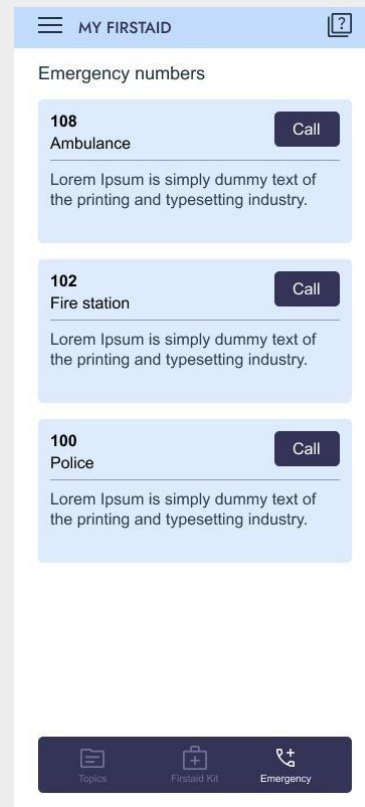 MY FIRSTAID
?
Emergency numbers
108
Ambulance
Call
Lorem Ipsum is simply dummy text of
the printing and typesetting industry.
102
Fire station
Call
Lorem Ipsum is simply dummy text of
the printing and typesetting industry.
100
Police
Call
Lorem Ipsum is simply dummy text of
the printing and typesetting industry.
Topics
Firstaid Kit
Emergency